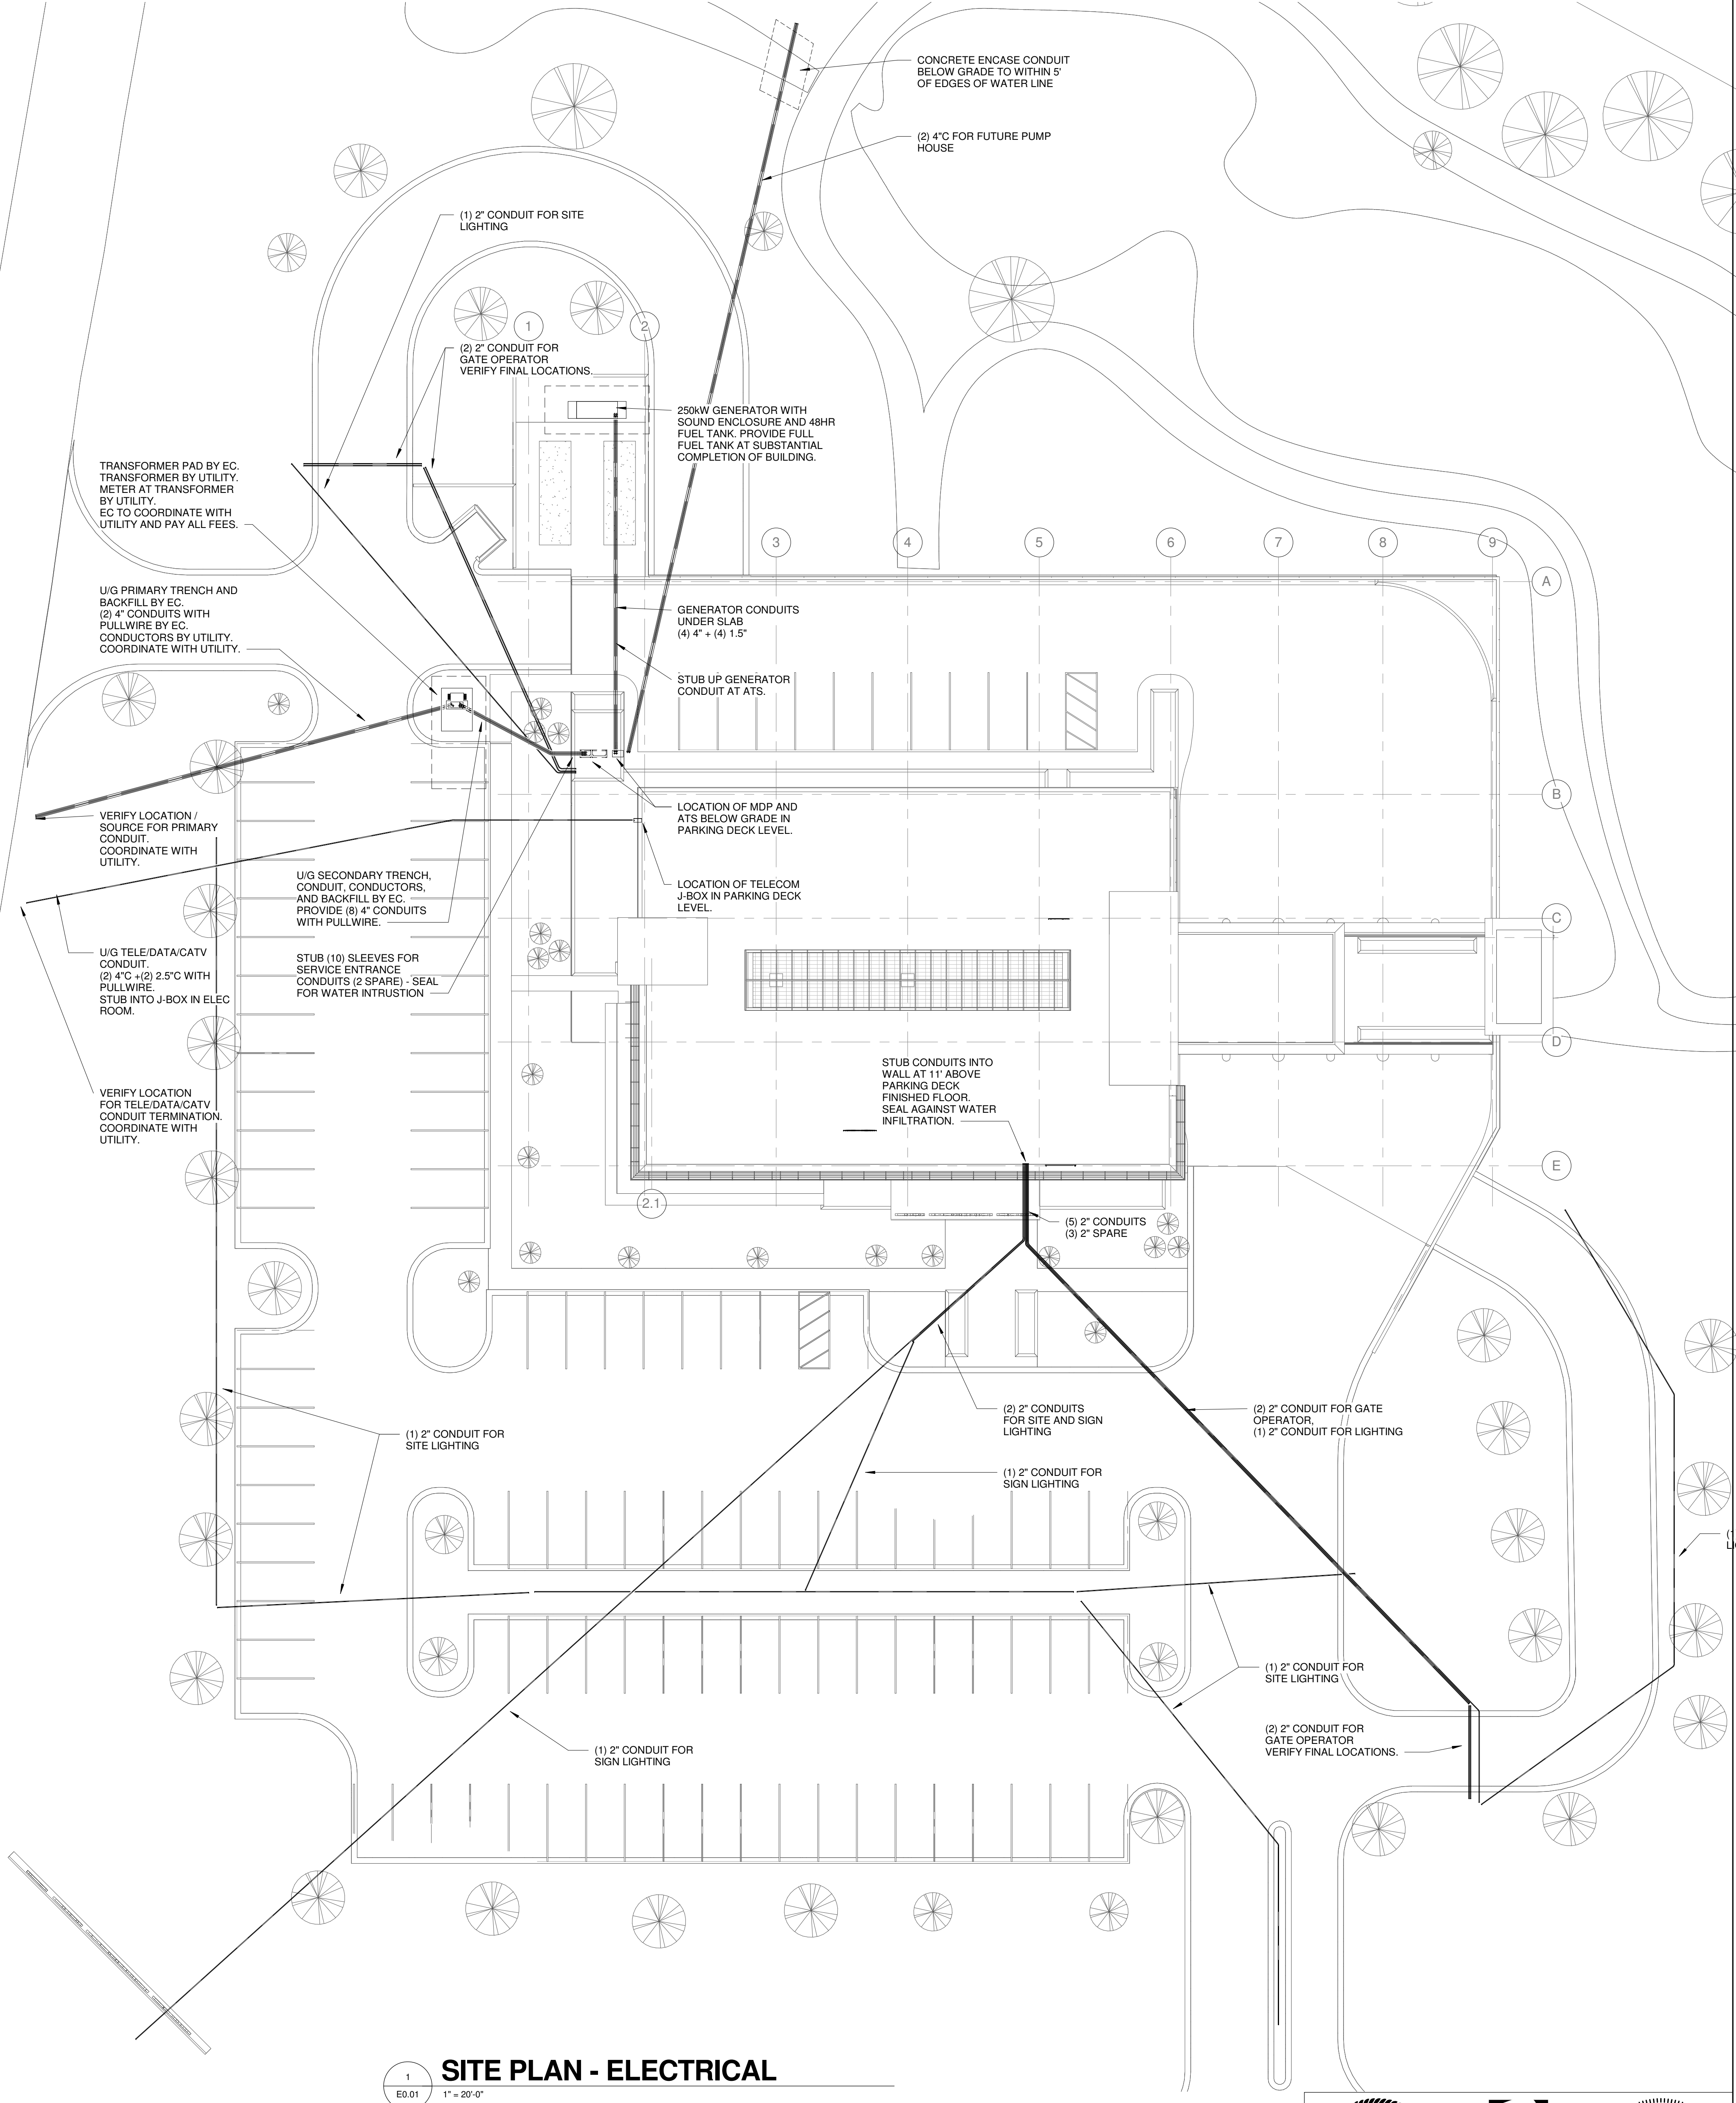 CONCRETE ENCASE CONDUIT
BELOW GRADE TO WITHIN 5'
OF EDGES OF WATER LINE
(2) 4"C FOR FUTURE PUMP
HOUSE
(1) 2" CONDUIT FOR SITE
LIGHTING
1
2
(2) 2" CONDUIT FOR
GATE OPERATOR
VERIFY FINAL LOCATIONS.
250kW GENERATOR WITH
SOUND ENCLOSURE AND 48HR
FUEL TANK. PROVIDE FULL
FUEL TANK AT SUBSTANTIAL
COMPLETION OF BUILDING.
TRANSFORMER PAD BY EC.
TRANSFORMER BY UTILITY.
METER AT TRANSFORMER
BY UTILITY.
EC TO COORDINATE WITH
UTILITY AND PAY ALL FEES.
3
4
5
6
7
8
9
A
U/G PRIMARY TRENCH AND
BACKFILL BY EC.
(2) 4" CONDUITS WITH
PULLWIRE BY EC.
CONDUCTORS BY UTILITY.
COORDINATE WITH UTILITY.
GENERATOR CONDUITS
UNDER SLAB
(4) 4" + (4) 1.5"
STUB UP GENERATOR
CONDUIT AT ATS.
B
VERIFY LOCATION /
SOURCE FOR PRIMARY
CONDUIT.
COORDINATE WITH
UTILITY.
LOCATION OF MDP AND
ATS BELOW GRADE IN
PARKING DECK LEVEL.
U/G SECONDARY TRENCH,
CONDUIT, CONDUCTORS,
AND BACKFILL BY EC.
PROVIDE (8) 4" CONDUITS
WITH PULLWIRE.
LOCATION OF TELECOM
J-BOX IN PARKING DECK
LEVEL.
C
U/G TELE/DATA/CATV
CONDUIT.
(2) 4"C +(2) 2.5"C WITH
PULLWIRE.
STUB INTO J-BOX IN ELEC
ROOM.
STUB (10) SLEEVES FOR
SERVICE ENTRANCE
CONDUITS (2 SPARE) - SEAL
FOR WATER INTRUSTION
D
STUB CONDUITS INTO
WALL AT 11' ABOVE
PARKING DECK
FINISHED FLOOR.
SEAL AGAINST WATER
INFILTRATION.
VERIFY LOCATION
FOR TELE/DATA/CATV
CONDUIT TERMINATION.
COORDINATE WITH
UTILITY.
E
2.1
(5) 2" CONDUITS
(3) 2" SPARE
(1) 2" CONDUIT FOR
SITE LIGHTING
(2) 2" CONDUITS
FOR SITE AND SIGN
LIGHTING
(2) 2" CONDUIT FOR GATE
OPERATOR,
(1) 2" CONDUIT FOR LIGHTING
(1) 2" CONDUIT FOR
SIGN LIGHTING
(1) 2" CONDUIT FOR
SITE LIGHTING
(1) 2" CONDUIT FOR
SIGN LIGHTING
(2) 2" CONDUIT FOR
GATE OPERATOR
VERIFY FINAL LOCATIONS.
1
E0.01
SITE PLAN - ELECTRICAL
1" = 20'-0"